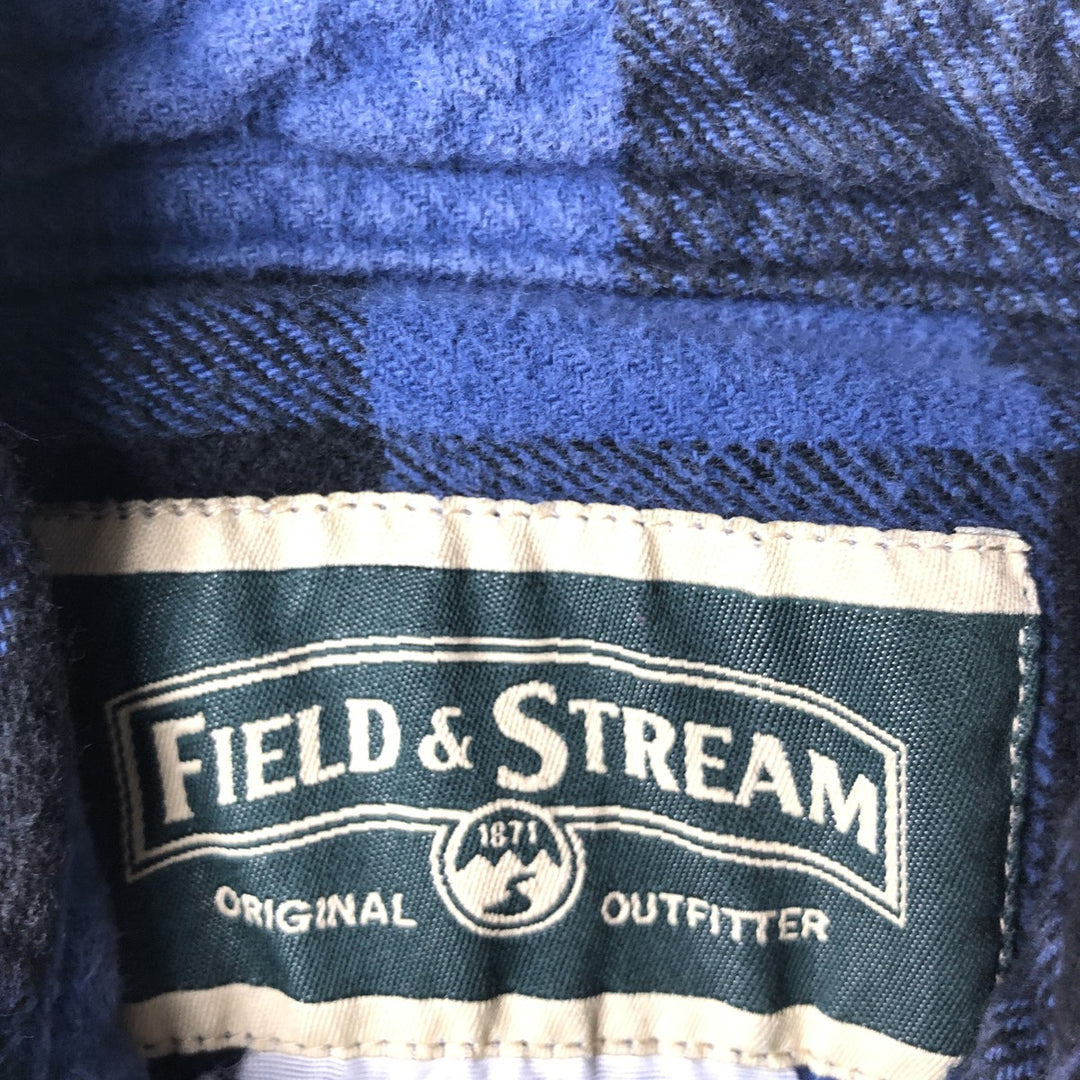 FIELD & STREAM
1871
ORIGINAL OUTFITTER